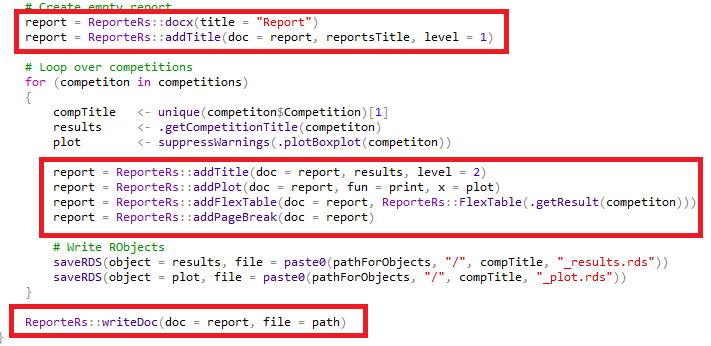 # Create empty report
report = ReporteRs::docx(title = "Report")
report = ReporteRs::addTitle(doc = report, reportsTitle, level = 1)
# Loop over competitions
for (competiton in competitions)
{
compTitle <- unique(competiton$Competition)[1]
results <- .getCompetitionTitle(competiton)
plot <- suppressWarnings(.plotBoxplot(competiton))
report = ReporteRs::addTitle(doc = report, results, level = 2)
report = ReporteRs::addPlot(doc = report, fun = print, x = plot)
report = ReporteRs::addFlexTable(doc = report, ReporteRs::FlexTable(.getResult(competiton)))
report = ReporteRs::addPageBreak(doc = report)
# Write RObjects
saveRDS(object = results, file = paste0(pathForObjects, "/", compTitle, "_results.rds"))
saveRDS(object = plot, file = paste0(pathForObjects, "/", compTitle, "_plot.rds"))
}
ReporteRs::writeDoc(doc = report, file = path)
}